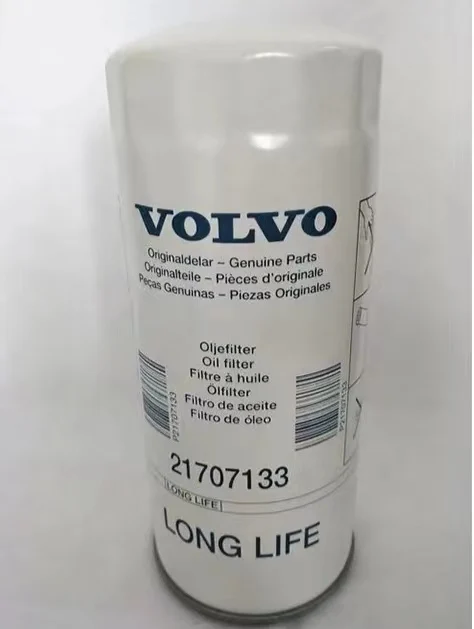 VOLVO
Originaldelar – Genuine Parts
Originalteile – Pièces d'originale
Peças Genuinas – Piezas Originales
Oljefilter
Oil filter
Filtre à huile
Ölfilter
Filtro de aceite
Filtro de óleo
P21707133
P21707133
21707133
LONG LIFE
LONG LIFE